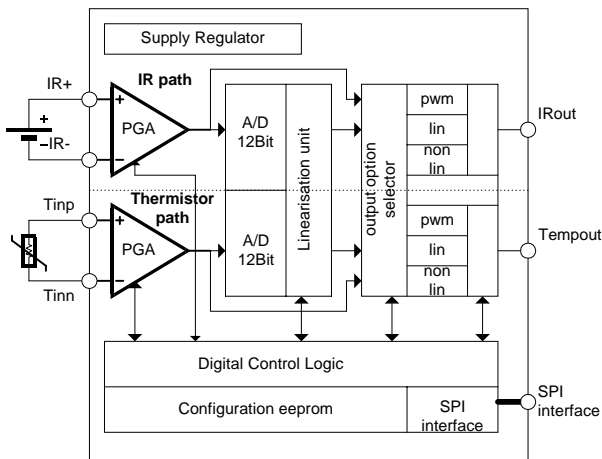 Supply Regulator
IR+
IR path
+
PGA
−
+
−IR-
A/D
12Bit
Linearisation unit
output option
selector
pwm
lin
non
lin
IRout
Tinp
Thermistor
path
+
PGA
−
Tinn
A/D
12Bit
pwm
lin
non
lin
Tempout
Digital Control Logic
Configuration eeprom
SPI
interface
SPI
interface